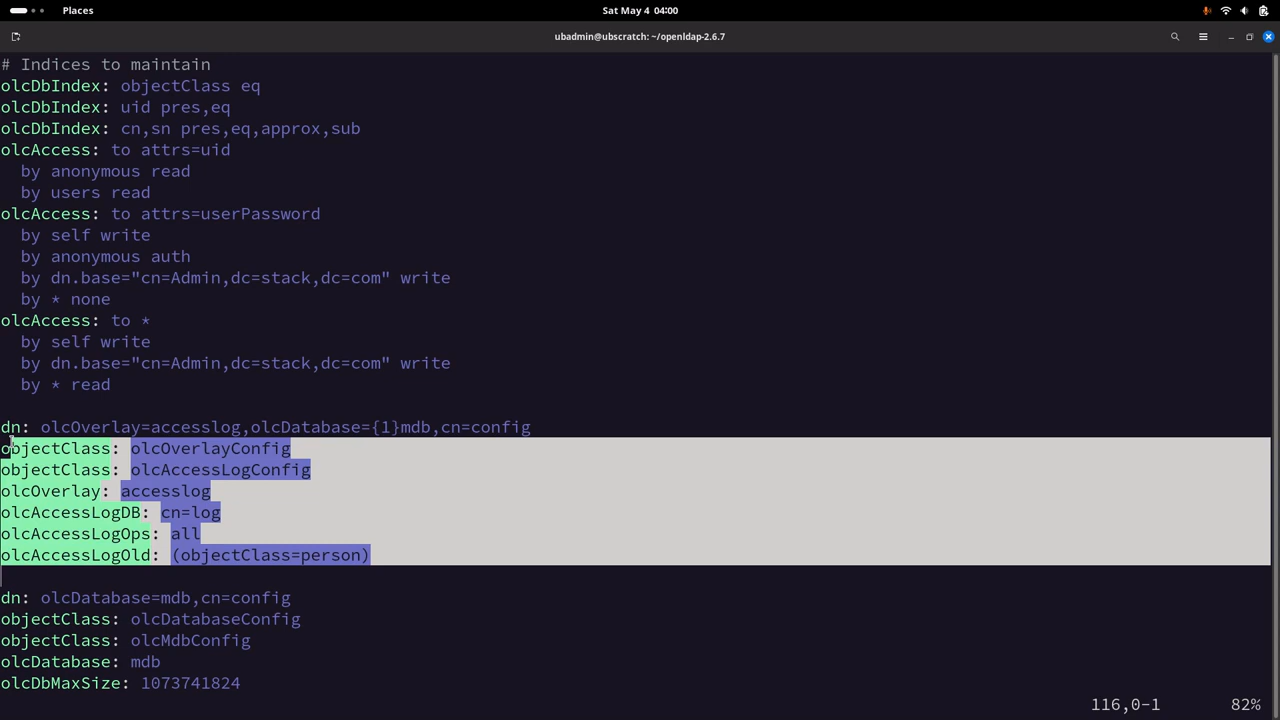 Places
Sat May 4 04:00
ubadmin@ubscratch: ~/openldap-2.6.7
# Indices to maintain
olcDbIndex: objectClass eq
olcDbIndex: uid pres,eq
olcDbIndex: cn,sn pres,eq,approx,sub
olcAccess: to attrs=uid
  by anonymous read
  by users read
olcAccess: to attrs=userPassword
  by self write
  by anonymous auth
  by dn.base="cn=Admin,dc=stack,dc=com" write
  by * none
olcAccess: to *
  by self write
  by dn.base="cn=Admin,dc=stack,dc=com" write
  by * read
dn: olcOverlay=accesslog,olcDatabase={1}mdb,cn=config
objectClass: olcOverlayConfig
objectClass: olcAccessLogConfig
olcOverlay: accesslog
olcAccessLogDB: cn=log
olcAccessLogOps: all
olcAccessLogOld: (objectClass=person)
dn: olcDatabase=mdb,cn=config
objectClass: olcDatabaseConfig
objectClass: olcMdbConfig
olcDatabase: mdb
olcDbMaxSize: 1073741824
116,0-1 82%